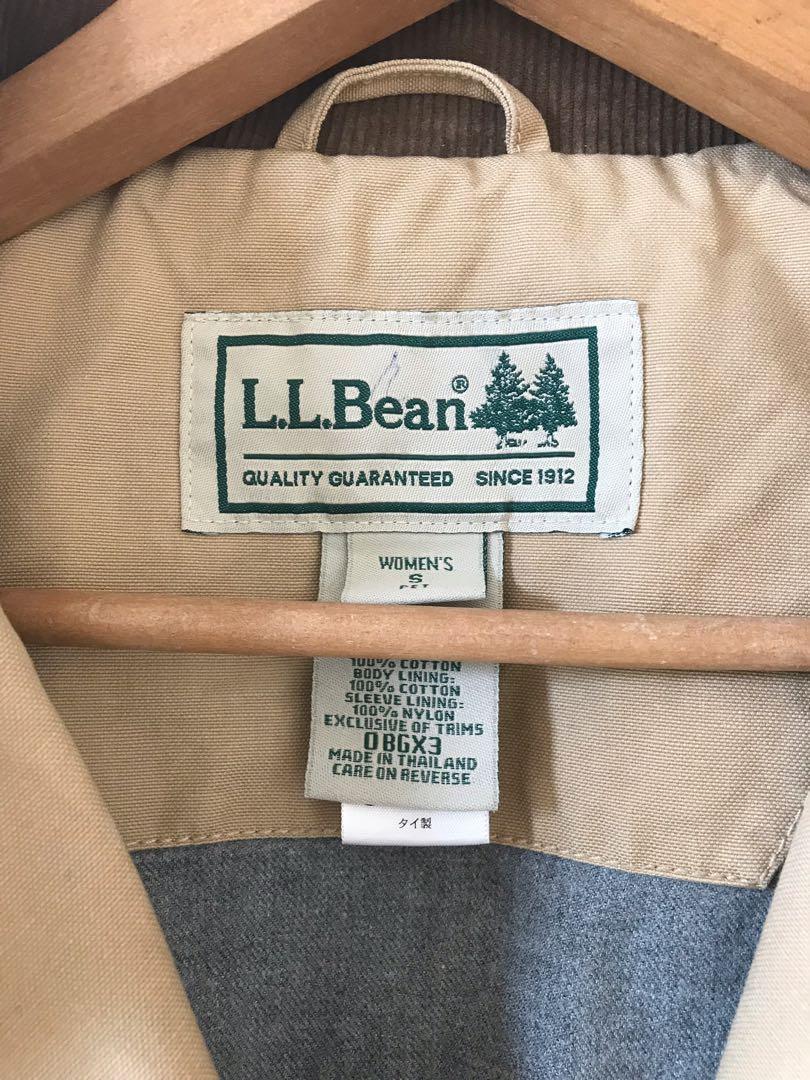 L.L.Bean®
QUALITY GUARANTEED SINCE 1912
WOMEN'S
S
PET
100% COTTON
BODY LINING:
100% COTTON
SLEEVE LINING:
100% NYLON
EXCLUSIVE OF TRIMS
0BGX3
MADE IN THAILAND
CARE ON REVERSE
タイ製